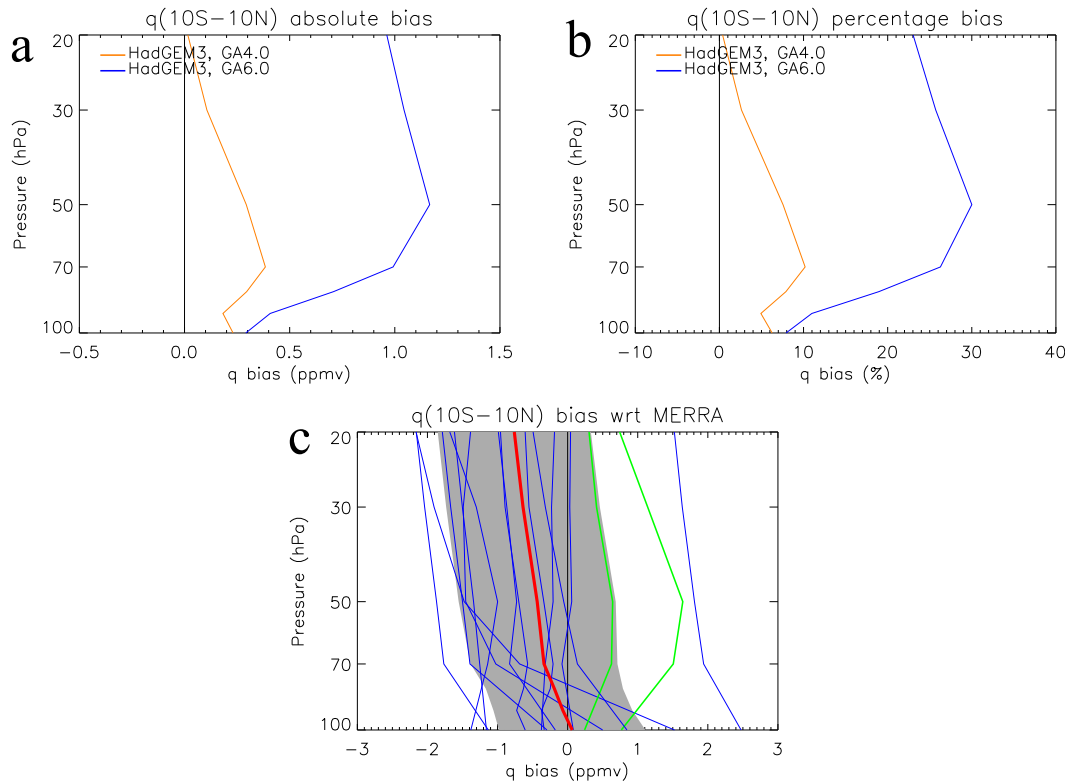 a
q(10S-10N) absolute bias
20
30
50
70
100
Pressure (hPa)
HadGEM3, GA4.0
HadGEM3, GA6.0
-0.5 0.0 0.5 1.0 1.5
q bias (ppmv)
b
q(10S-10N) percentage bias
20
30
50
70
100
Pressure (hPa)
HadGEM3, GA4.0
HadGEM3, GA6.0
-10 0 10 20 30 40
q bias (%)
c
q(10S-10N) bias wrt MERRA
20
30
50
70
100
Pressure (hPa)
-3 -2 -1 0 1 2 3
q bias (ppmv)